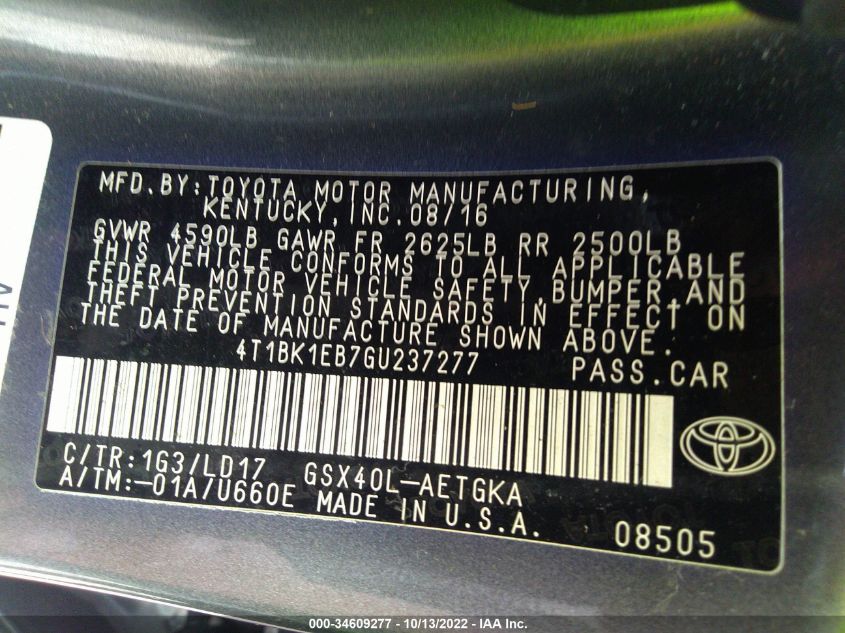 MFD.BY:TOYOTA MOTOR MANUFACTURING,
KENTUCKY, INC.08/16
GVWR 4590LB GAWR FR 2625LB RR 2500LB
THIS VEHICLE CONFORMS TO ALL APPLICABLE
FEDERAL MOTOR VEHICLE SAFETY,BUMPER,AND
THEFT PREVENTION STANDARDS IN EFFECT ON
THE DATE OF MANUFACTURE SHOWN ABOVE.
4T1BK1EB7GU237277 PASS.CAR
C/TR:1G3/LD17 GSX40L-AETGKA
A/TM:-01A/U660E MADE IN U.S.A.
08505
000-34609277 - 10/13/2022 - IAA Inc.